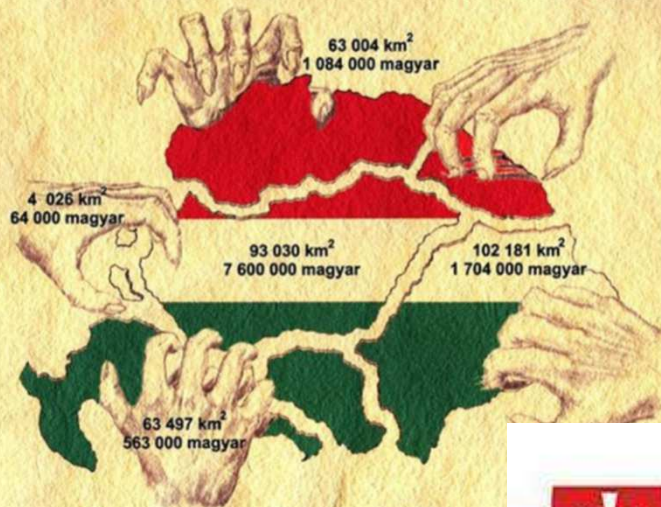 63 004 km²
1 084 000 magyar
4 026 km²
64 000 magyar
93 030 km²
7 600 000 magyar
102 181 km²
1 704 000 magyar
63 497 km²
563 000 magyar